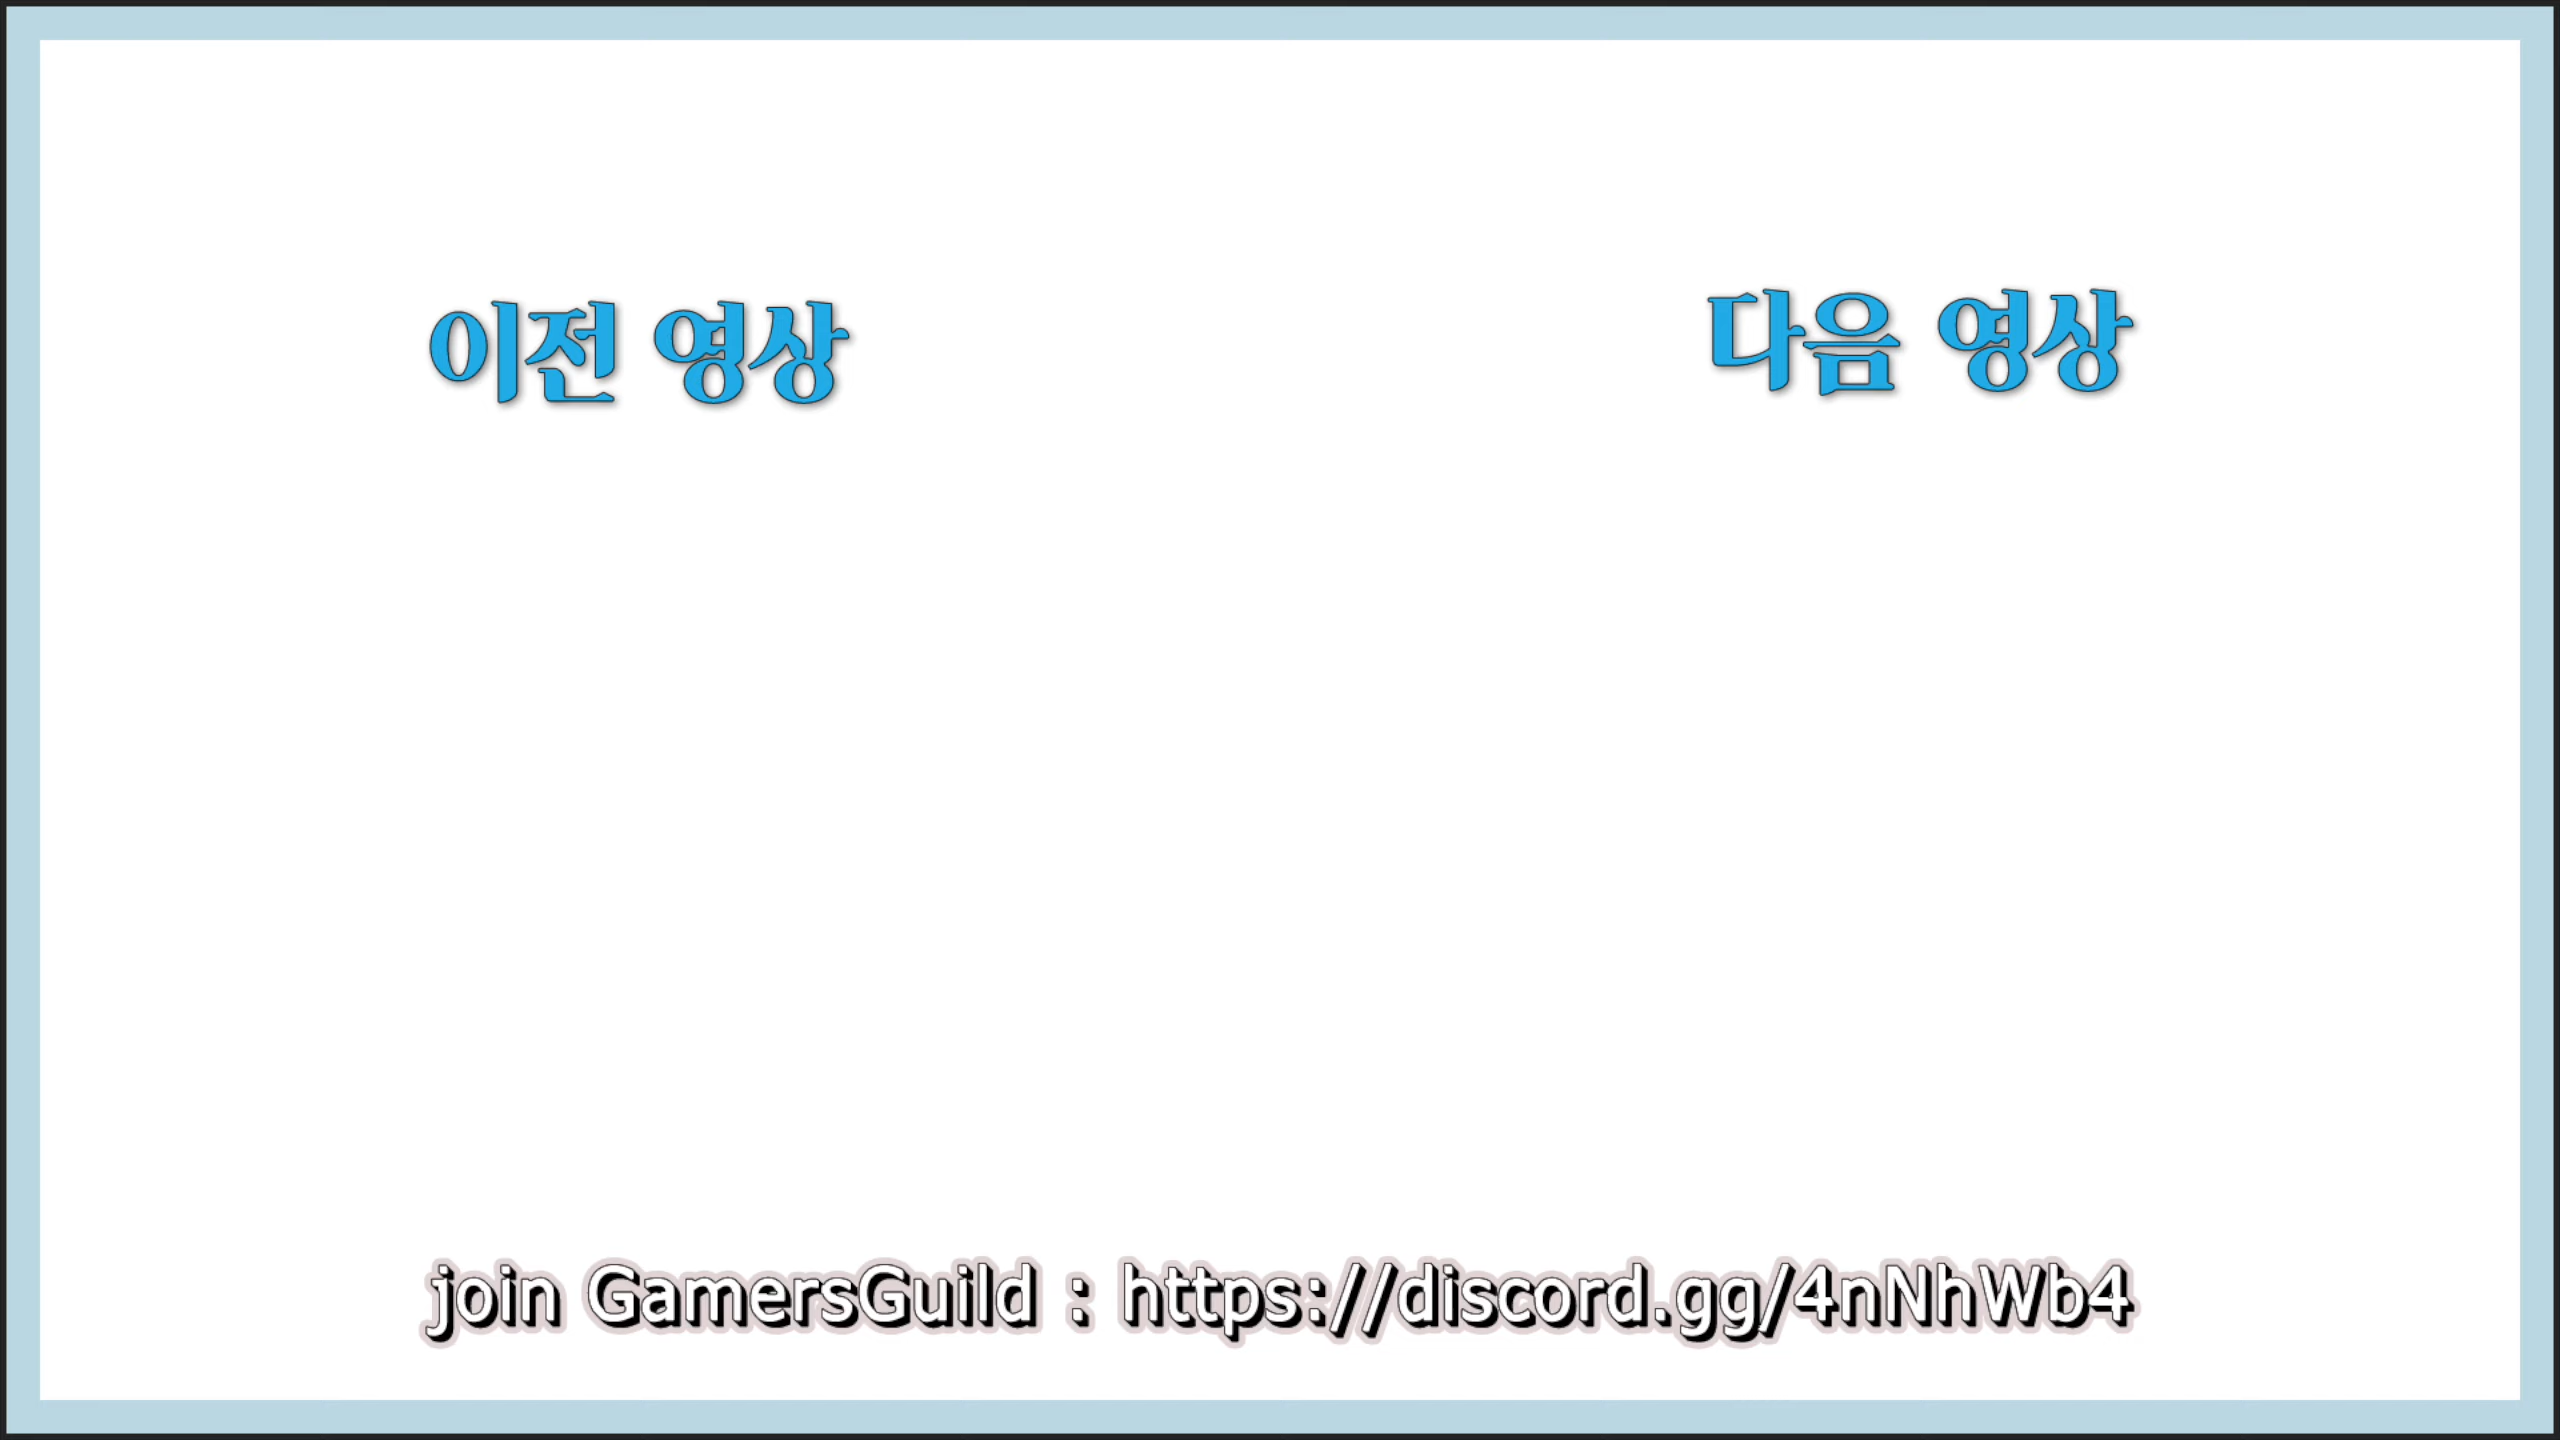 이전 영상
다음 영상
join GamersGuild : https://discord.gg/4nNhWb4